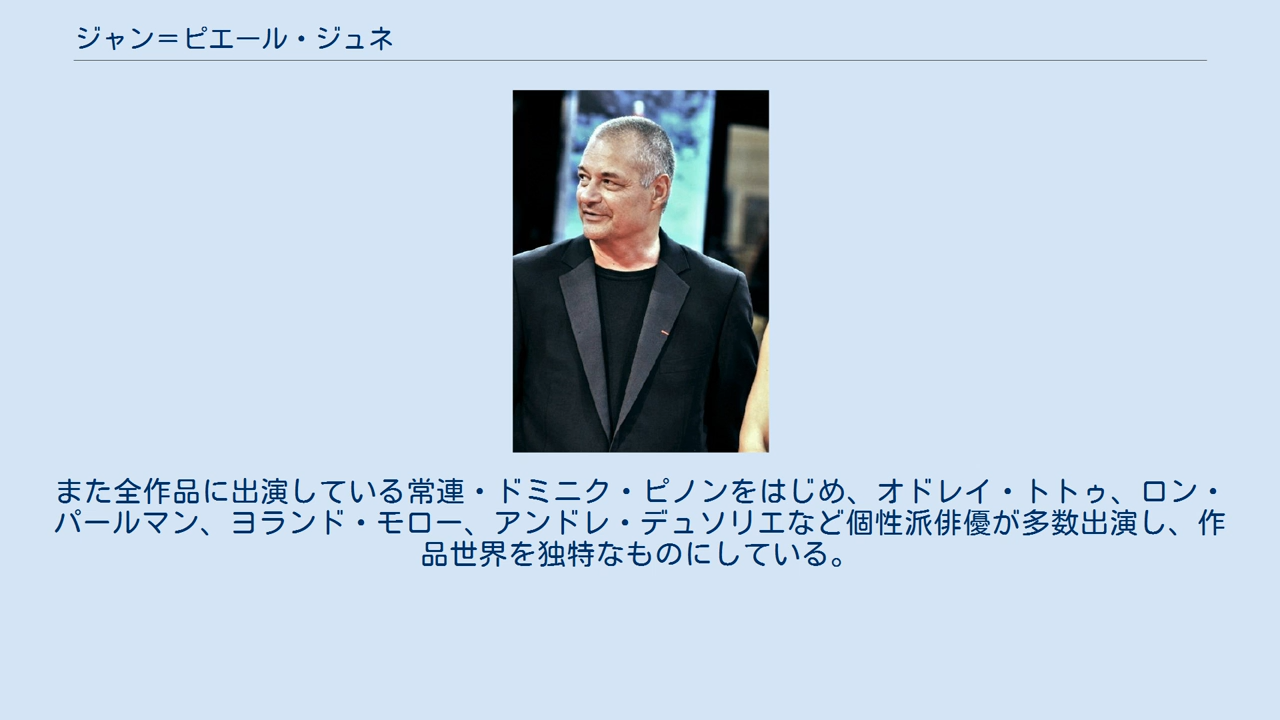 ジャン＝ピエール・ジュネ
また全作品に出演している常連・ドミニク・ピノンをはじめ、オドレイ・トトゥ、ロン・
パールマン、ヨランド・モロー、アンドレ・デュソリエなど個性派俳優が多数出演し、作
品世界を独特なものにしている。